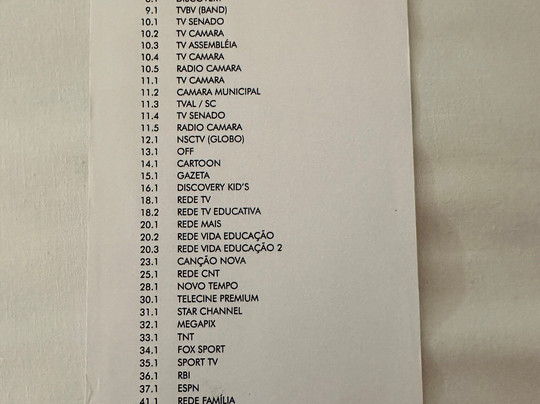 8.1 DISCOVERY
9.1 TVBV (BAND)
10.1 TV SENADO
10.2 TV CAMARA
10.3 TV ASSEMBLÉIA
10.4 TV CAMARA
10.5 RADIO CAMARA
11.1 TV CAMARA
11.2 CAMARA MUNICIPAL
11.3 TVAL / SC
11.4 TV SENADO
11.5 RADIO CAMARA
12.1 NSCTV (GLOBO)
13.1 OFF
14.1 CARTOON
15.1 GAZETA
16.1 DISCOVERY KID'S
18.1 REDE TV
18.2 REDE TV EDUCATIVA
20.1 REDE MAIS
20.2 REDE VIDA EDUCAÇÃO
20.3 REDE VIDA EDUCAÇÃO 2
23.1 CANÇÃO NOVA
25.1 REDE CNT
28.1 NOVO TEMPO
30.1 TELECINE PREMIUM
31.1 STAR CHANNEL
32.1 MEGAPIX
33.1 TNT
34.1 FOX SPORT
35.1 SPORT TV
36.1 RBI
37.1 ESPN
41.1 REDE FAMÍLIA